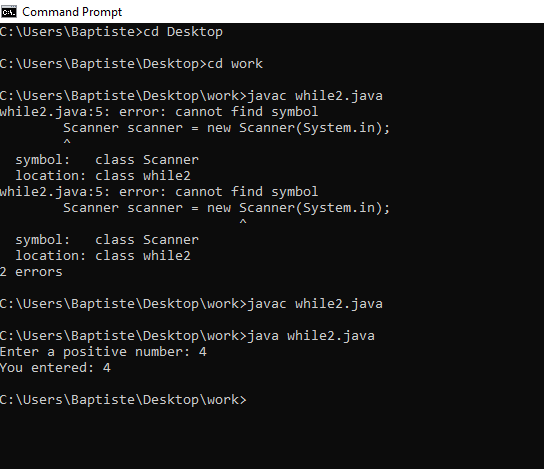 Command Prompt
C:\Users\Baptiste>cd Desktop
C:\Users\Baptiste\Desktop>cd work
C:\Users\Baptiste\Desktop\work>javac while2.java
while2.java:5: error: cannot find symbol
        Scanner scanner = new Scanner(System.in);
        ^
  symbol:   class Scanner
  location: class while2
while2.java:5: error: cannot find symbol
        Scanner scanner = new Scanner(System.in);
                              ^
  symbol:   class Scanner
  location: class while2
2 errors
C:\Users\Baptiste\Desktop\work>javac while2.java
C:\Users\Baptiste\Desktop\work>java while2.java
Enter a positive number: 4
You entered: 4
C:\Users\Baptiste\Desktop\work>